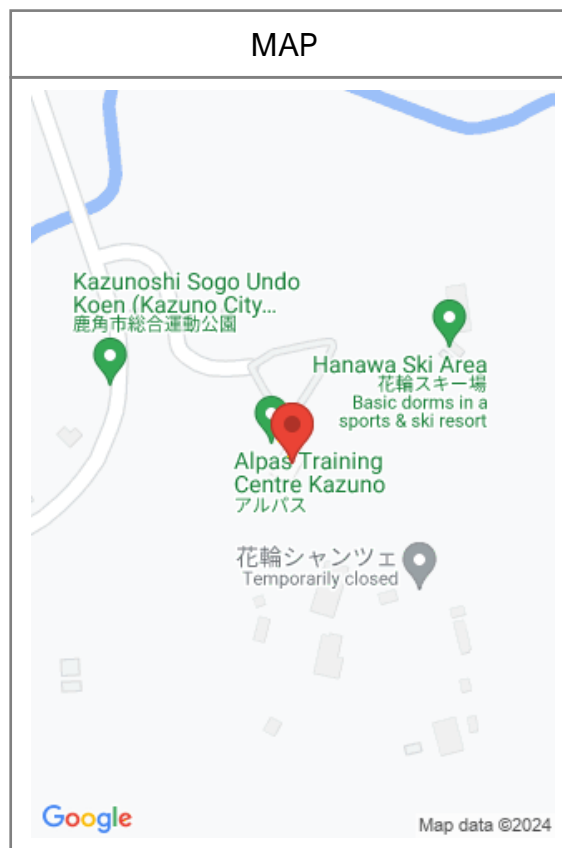 MAP
Kazunoshi Sogo Undo
Koen (Kazuno City...
鹿角市総合運動公園
Hanawa Ski Area
花輪スキー場
Basic dorms in a
sports & ski resort
Alpas Training
Centre Kazuno
アルパス
花輪シャンツェ
Temporarily closed
Google
Map data ©2024